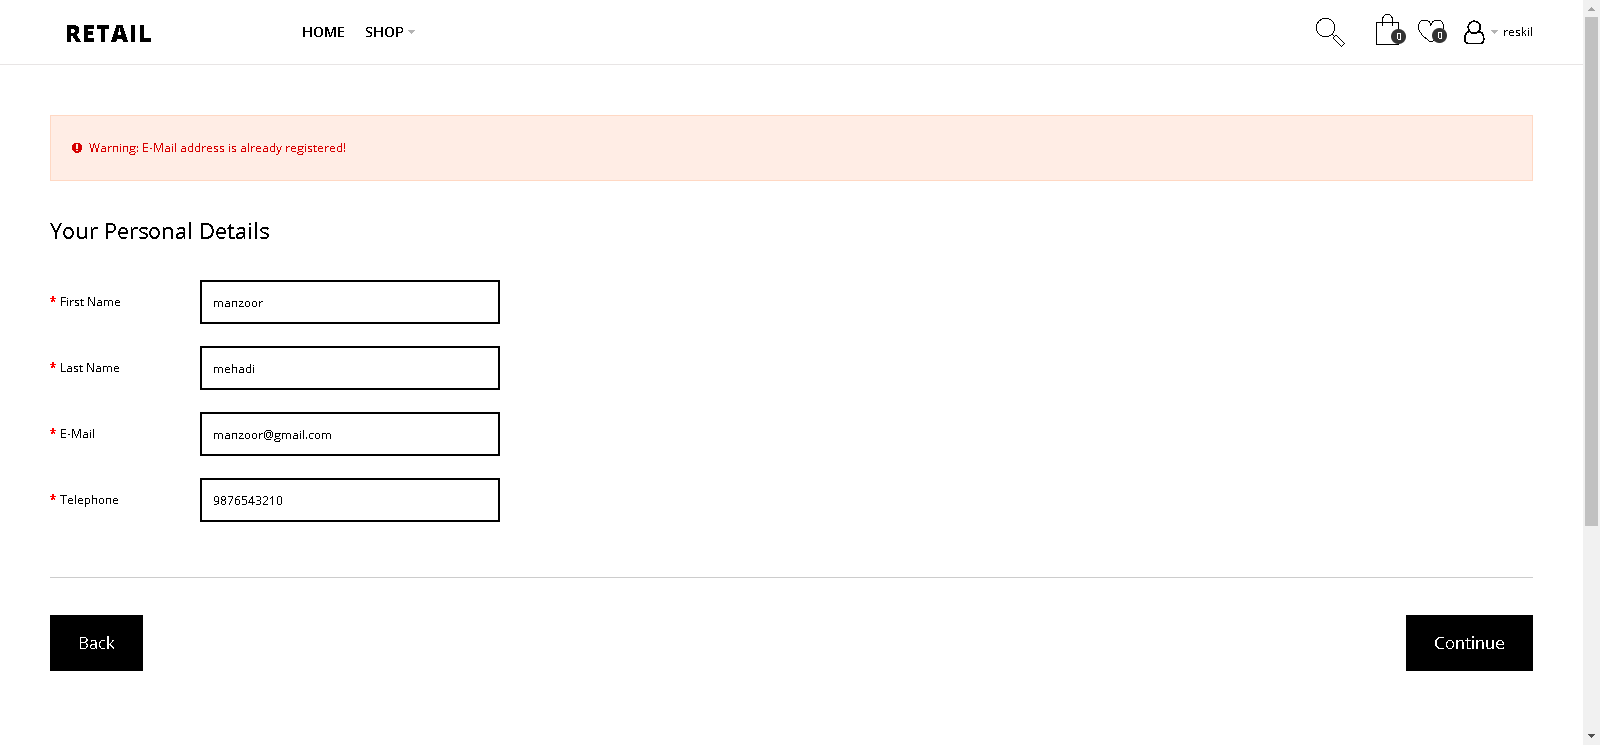 RETAIL HOME SHOP 0 0 reskil
Warning: E-Mail address is already registered!
Your Personal Details
* First Name manzoor
* Last Name mehadi
* E-Mail manzoor@gmail.com
* Telephone 9876543210
Back Continue